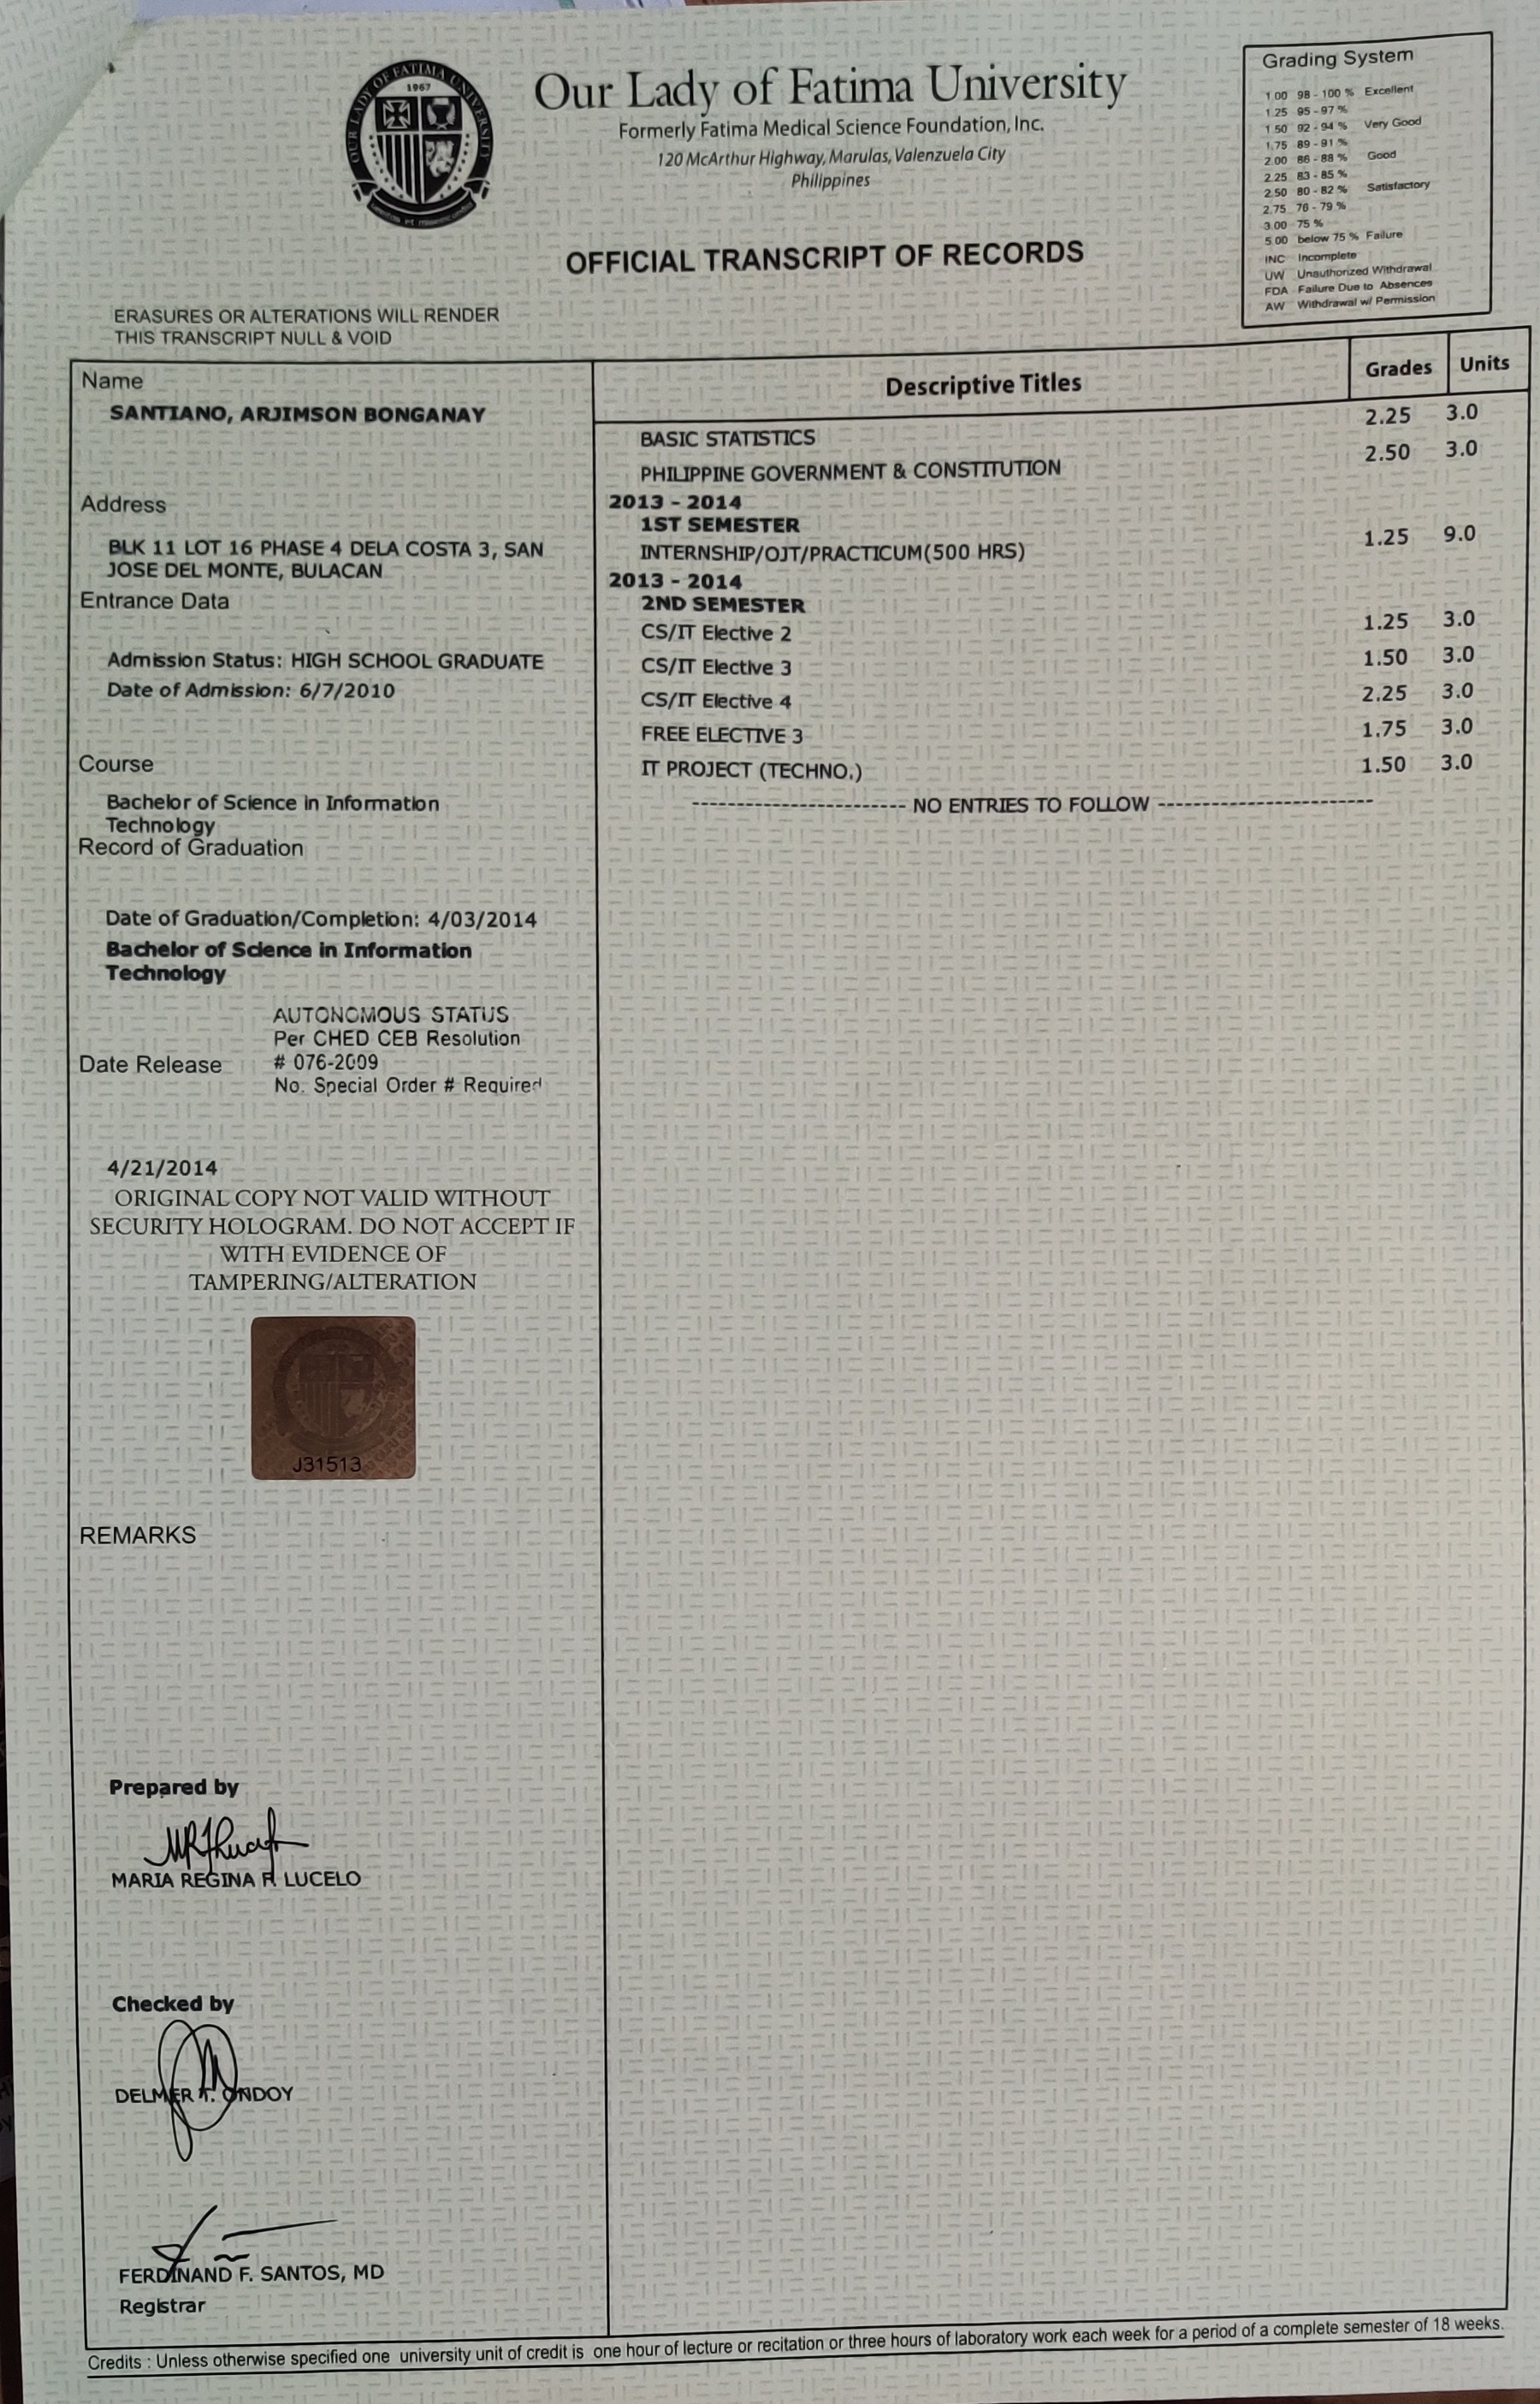 OUR LADY OF FATIMA UNIVERSITY
1967
Our Lady of Fatima University
Formerly Fatima Medical Science Foundation, Inc.
120 McArthur Highway, Marulas, Valenzuela City
Philippines
OFFICIAL TRANSCRIPT OF RECORDS
Grading System
1.00 98 - 100 % Excellent
1.25 95 - 97 %
1.50 92 - 94 % Very Good
1.75 89 - 91 %
2.00 86 - 88 % Good
2.25 83 - 85 %
2.50 80 - 82 % Satisfactory
2.75 76 - 79 %
3.00 75 %
5.00 below 75 % Failure
INC Incomplete
UW Unauthorized Withdrawal
FDA Failure Due to Absences
AW Withdrawal w/ Permission
ERASURES OR ALTERATIONS WILL RENDER
THIS TRANSCRIPT NULL & VOID
Name
SANTIANO, ARJIMSON BONGANAY
Address
BLK 11 LOT 16 PHASE 4 DELA COSTA 3, SAN
JOSE DEL MONTE, BULACAN
Entrance Data
Admission Status: HIGH SCHOOL GRADUATE
Date of Admission: 6/7/2010
Course
Bachelor of Science in Information
Technology
Record of Graduation
Date of Graduation/Completion: 4/03/2014
Bachelor of Science in Information
Technology
AUTONOMOUS STATUS
Per CHED CEB Resolution
Date Release # 076-2009
No. Special Order # Required
4/21/2014
ORIGINAL COPY NOT VALID WITHOUT
SECURITY HOLOGRAM. DO NOT ACCEPT IF
WITH EVIDENCE OF
TAMPERING/ALTERATION
J31513
REMARKS
Prepared by
MARIA REGINA F. LUCELO
Checked by
DELMER T. ONDOY
FERDINAND F. SANTOS, MD
Registrar
Descriptive Titles Grades Units
BASIC STATISTICS 2.25 3.0
PHILIPPINE GOVERNMENT & CONSTITUTION 2.50 3.0
2013 - 2014
1ST SEMESTER
INTERNSHIP/OJT/PRACTICUM(500 HRS) 1.25 9.0
2013 - 2014
2ND SEMESTER
CS/IT Elective 2 1.25 3.0
CS/IT Elective 3 1.50 3.0
CS/IT Elective 4 2.25 3.0
FREE ELECTIVE 3 1.75 3.0
IT PROJECT (TECHNO.) 1.50 3.0
----------------------- NO ENTRIES TO FOLLOW -----------------------
Credits : Unless otherwise specified one university unit of credit is one hour of lecture or recitation or three hours of laboratory work each week for a period of a complete semester of 18 weeks.